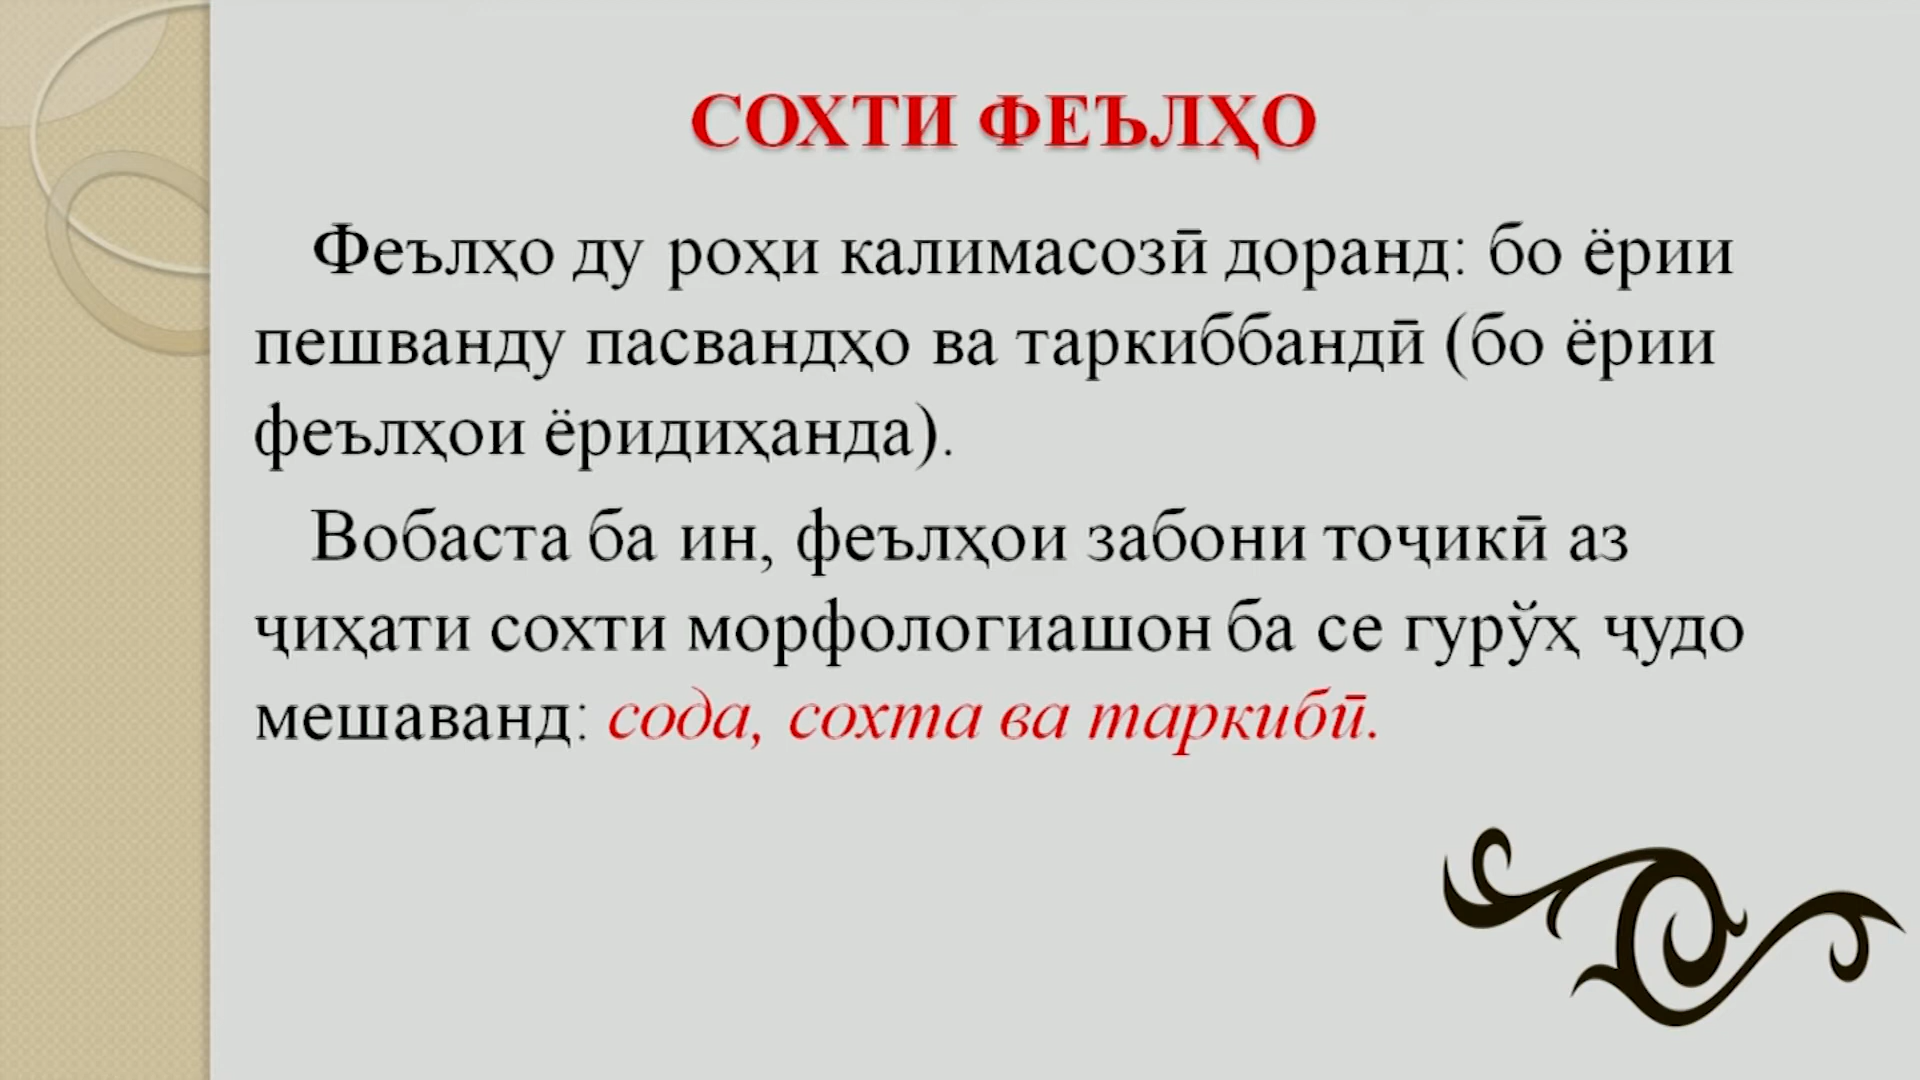 СОХТИ ФЕЪЛҲО
Феълҳо ду роҳи калимасозӣ доранд: бо ёрии
пешванду пасвандҳо ва таркиббандӣ (бо ёрии
феълҳои ёридиҳанда).
Вобаста ба ин, феълҳои забони тоҷикӣ аз
ҷиҳати сохти морфологиашон ба се гурӯҳ ҷудо
мешаванд: сода, сохта ва таркибӣ.